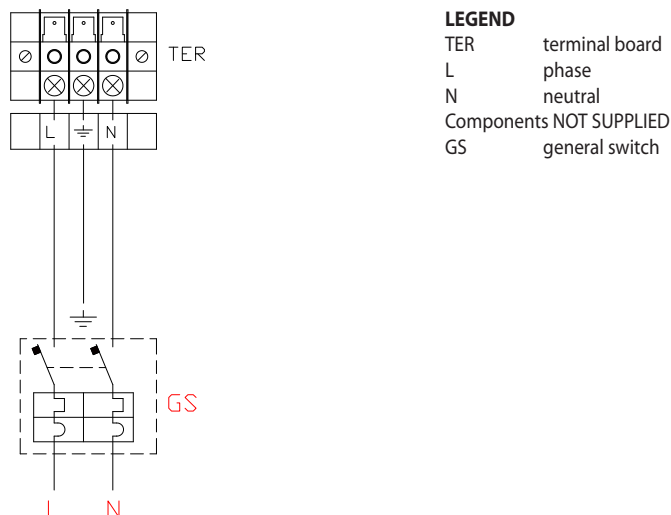 TER
L N
GS
L N
LEGEND
TER terminal board
L phase
N neutral
Components NOT SUPPLIED
GS general switch